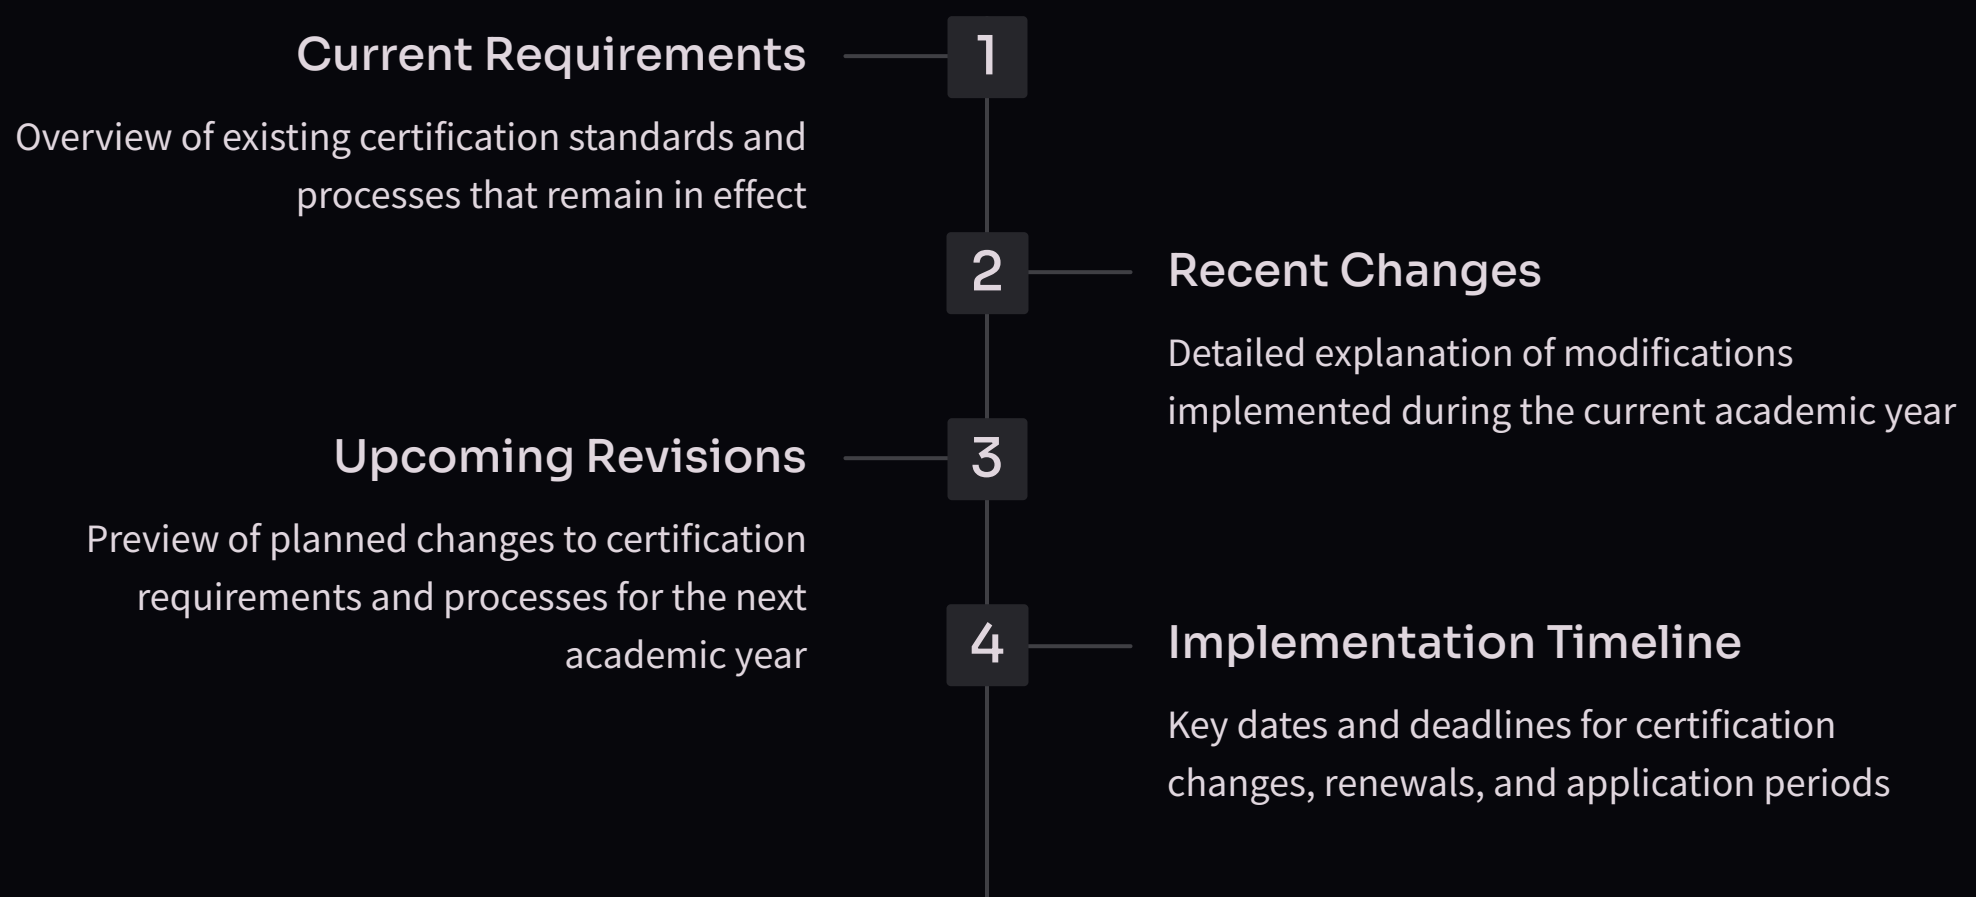 Current Requirements
1
Overview of existing certification standards and
processes that remain in effect
2
Recent Changes
Detailed explanation of modifications
implemented during the current academic year
Upcoming Revisions
3
Preview of planned changes to certification
requirements and processes for the next
academic year
4
Implementation Timeline
Key dates and deadlines for certification
changes, renewals, and application periods